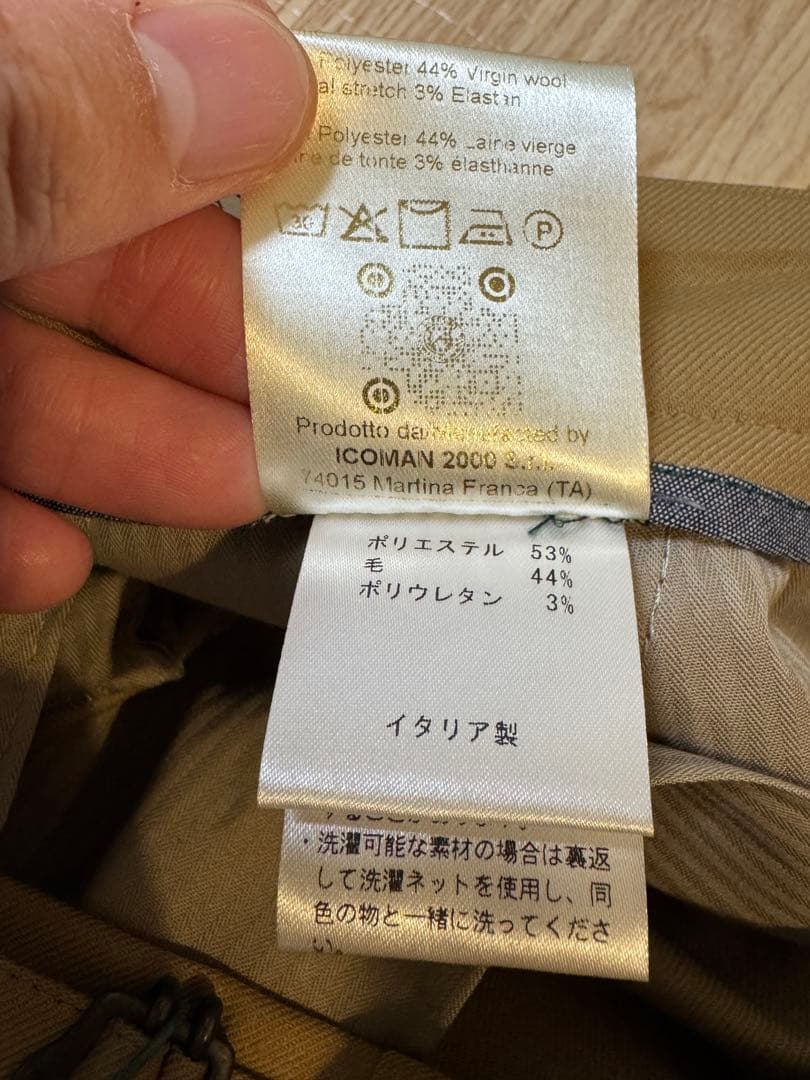 Polyester 44% Virgin wool
stretch 3% Elastan
Polyester 44% Laine vierge
de tonte 3% élasthanne
30
P
Prodotto da/Manufacted by
ICOMAN 2000 S.r.l.
74015 Martina Franca (TA)
ポリエステル 53%
毛 44%
ポリウレタン 3%
イタリア製
・洗濯可能な素材の場合は裏返
して洗濯ネットを使用し、同
色の物と一緒に洗ってくださ
い。